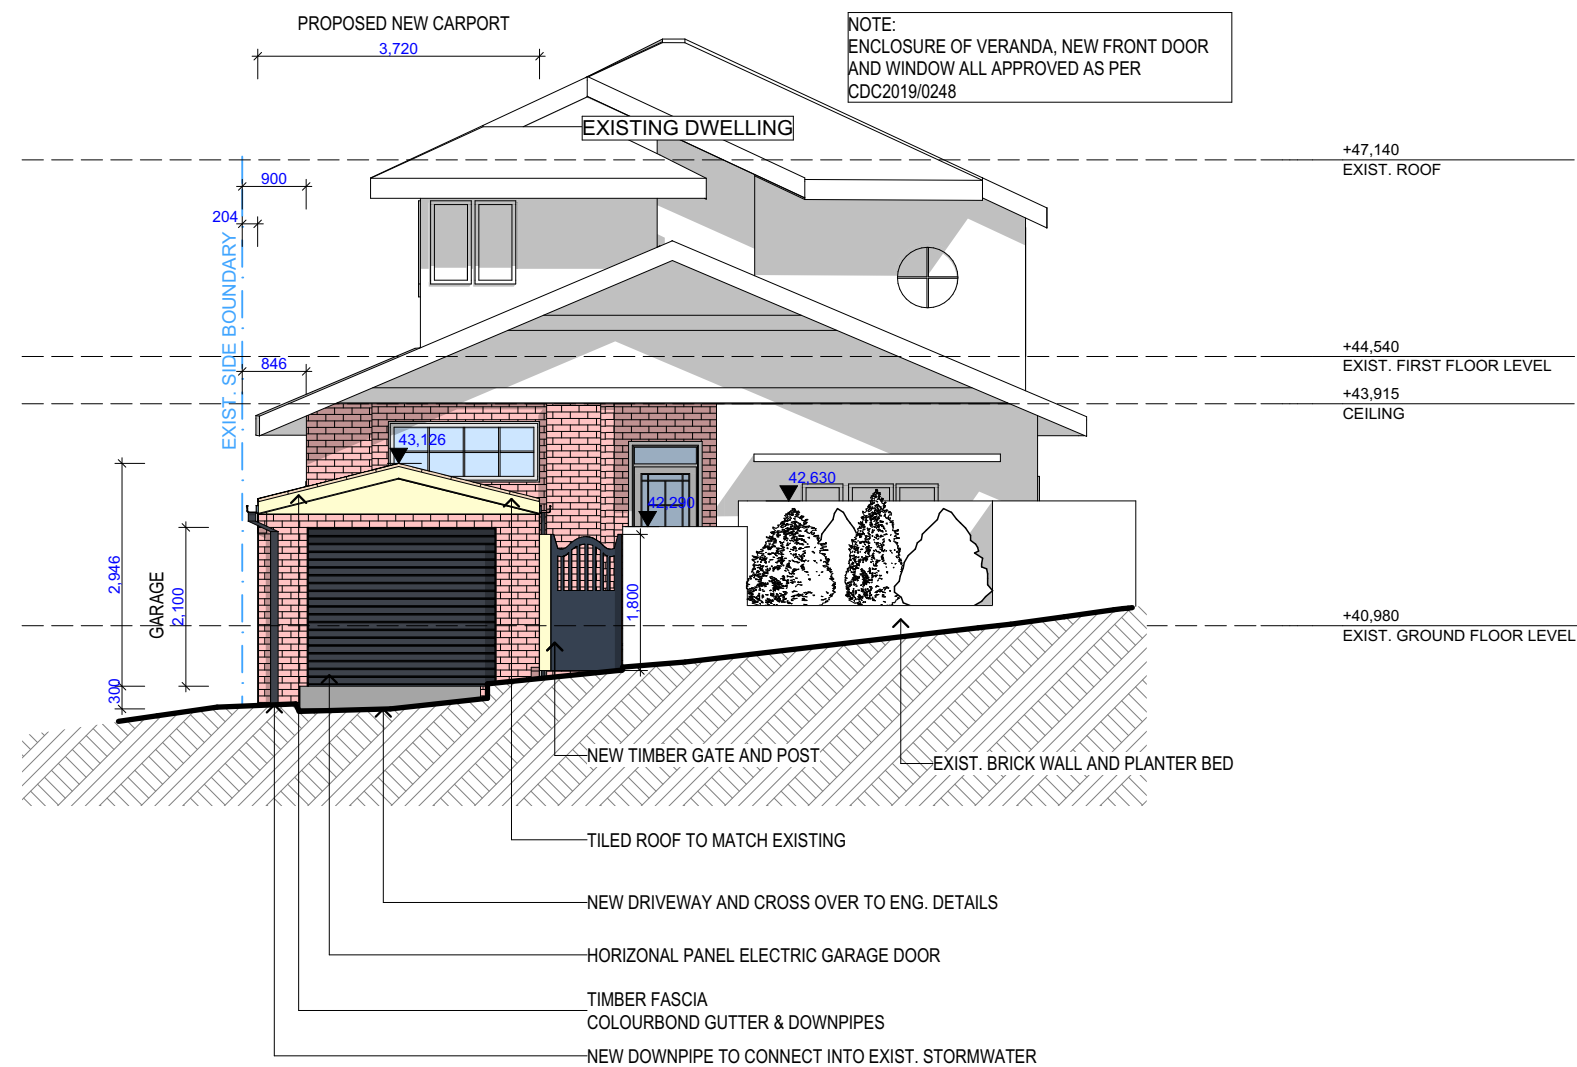 PROPOSED NEW CARPORT
3,720
NOTE:
ENCLOSURE OF VERANDA, NEW FRONT DOOR
AND WINDOW ALL APPROVED AS PER
CDC2019/0248
EXISTING DWELLING
+47,140
EXIST. ROOF
900
204
EXIST. SIDE BOUNDARY
+44,540
EXIST. FIRST FLOOR LEVEL
846
+43,915
CEILING
43,126
42,630
42,290
2,946
GARAGE
2,100
1,800
+40,980
EXIST. GROUND FLOOR LEVEL
300
NEW TIMBER GATE AND POST
EXIST. BRICK WALL AND PLANTER BED
TILED ROOF TO MATCH EXISTING
NEW DRIVEWAY AND CROSS OVER TO ENG. DETAILS
HORIZONAL PANEL ELECTRIC GARAGE DOOR
TIMBER FASCIA
COLOURBOND GUTTER & DOWNPIPES
NEW DOWNPIPE TO CONNECT INTO EXIST. STORMWATER